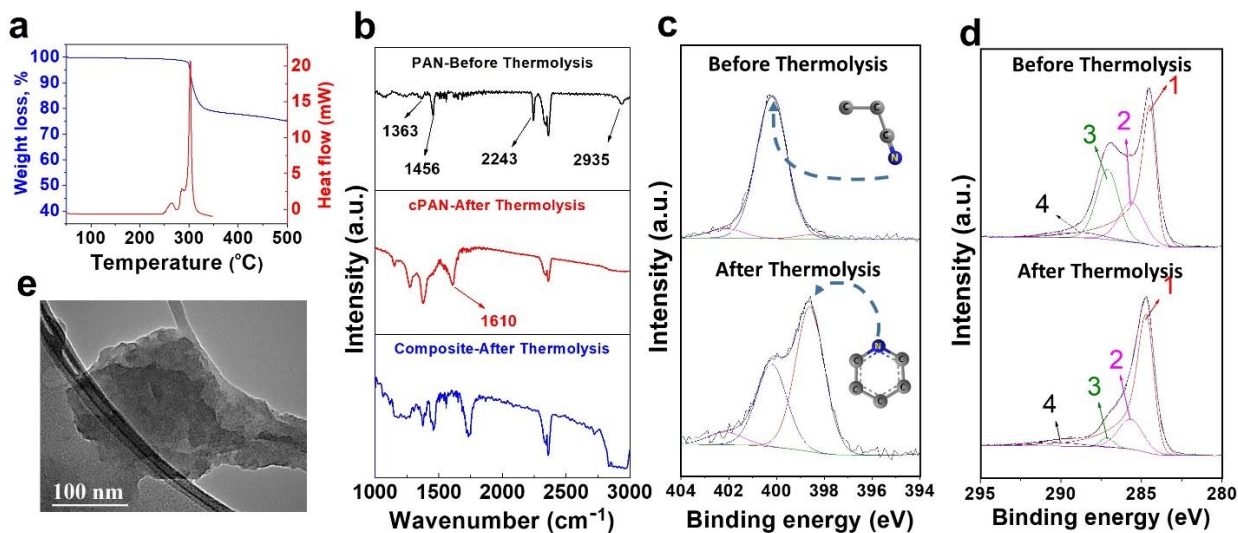 a
Weight loss, %
100
90
80
70
60
50
40
20
15
10
5
0
Heat flow (mW)
100
200
300
400
500
Temperature (°C)
b
PAN-Before Thermolysis
1363
1456
2243
2935
cPAN-After Thermolysis
1610
Composite-After Thermolysis
Intensity (a.u.)
1000
1500
2000
2500
3000
Wavenumber (cm⁻¹)
c
Before Thermolysis
C
C
C
N
After Thermolysis
N
C
C
C
C
C
Intensity (a.u.)
404
402
400
398
396
394
Binding energy (eV)
d
Before Thermolysis
1
2
3
4
After Thermolysis
1
2
3
4
Intensity (a.u.)
295
290
285
280
Binding energy (eV)
e
100 nm